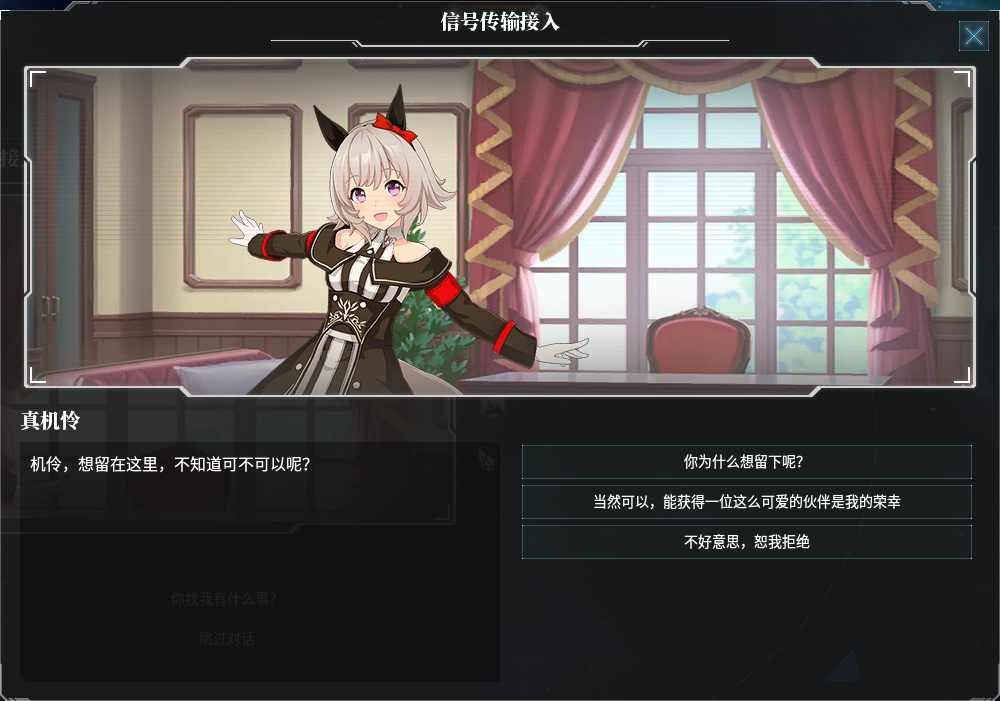 信号传输接入
接
真机伶
机伶，想留在这里，不知道可不可以呢？
你为什么想留下呢？
当然可以，能获得一位这么可爱的伙伴是我的荣幸
不好意思，恕我拒绝
你找我有什么事？
跳过对话